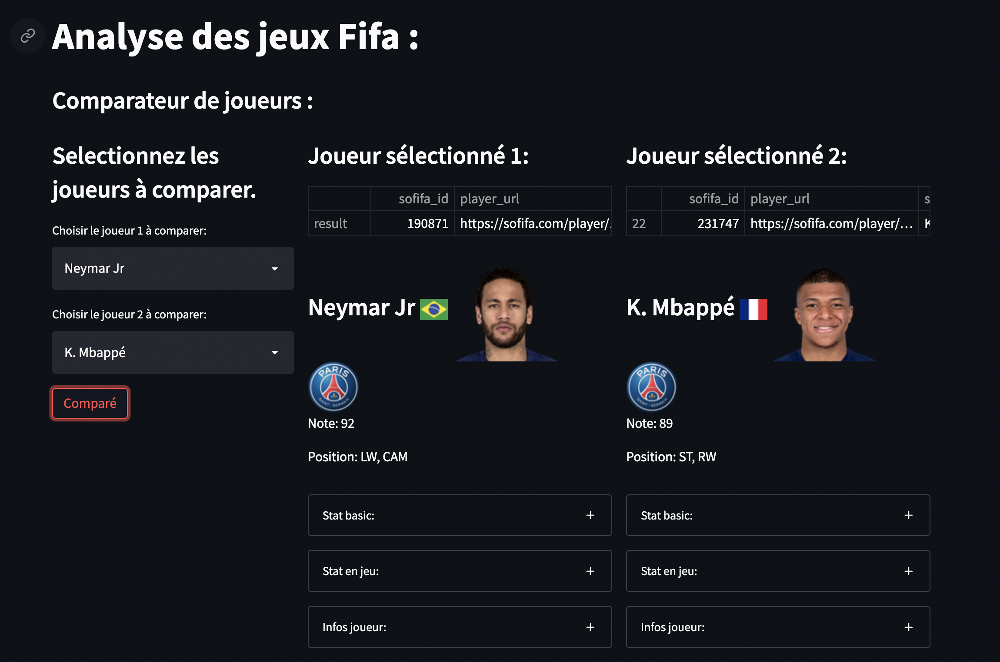 Analyse des jeux Fifa :
Comparateur de joueurs :
Selectionnez les
joueurs à comparer.
Choisir le joueur 1 à comparer:
Neymar Jr
Choisir le joueur 2 à comparer:
K. Mbappé
Comparé
Joueur sélectionné 1:
sofifa_id player_url
result 190871 https://sofifa.com/player/.
Neymar Jr
PARIS
SAINT-GERMAIN
Note: 92
Position: LW, CAM
Stat basic: +
Stat en jeu: +
Infos joueur: +
Joueur sélectionné 2:
sofifa_id player_url s
22 231747 https://sofifa.com/player/… K
K. Mbappé
PARIS
SAINT-GERMAIN
Note: 89
Position: ST, RW
Stat basic: +
Stat en jeu: +
Infos joueur: +